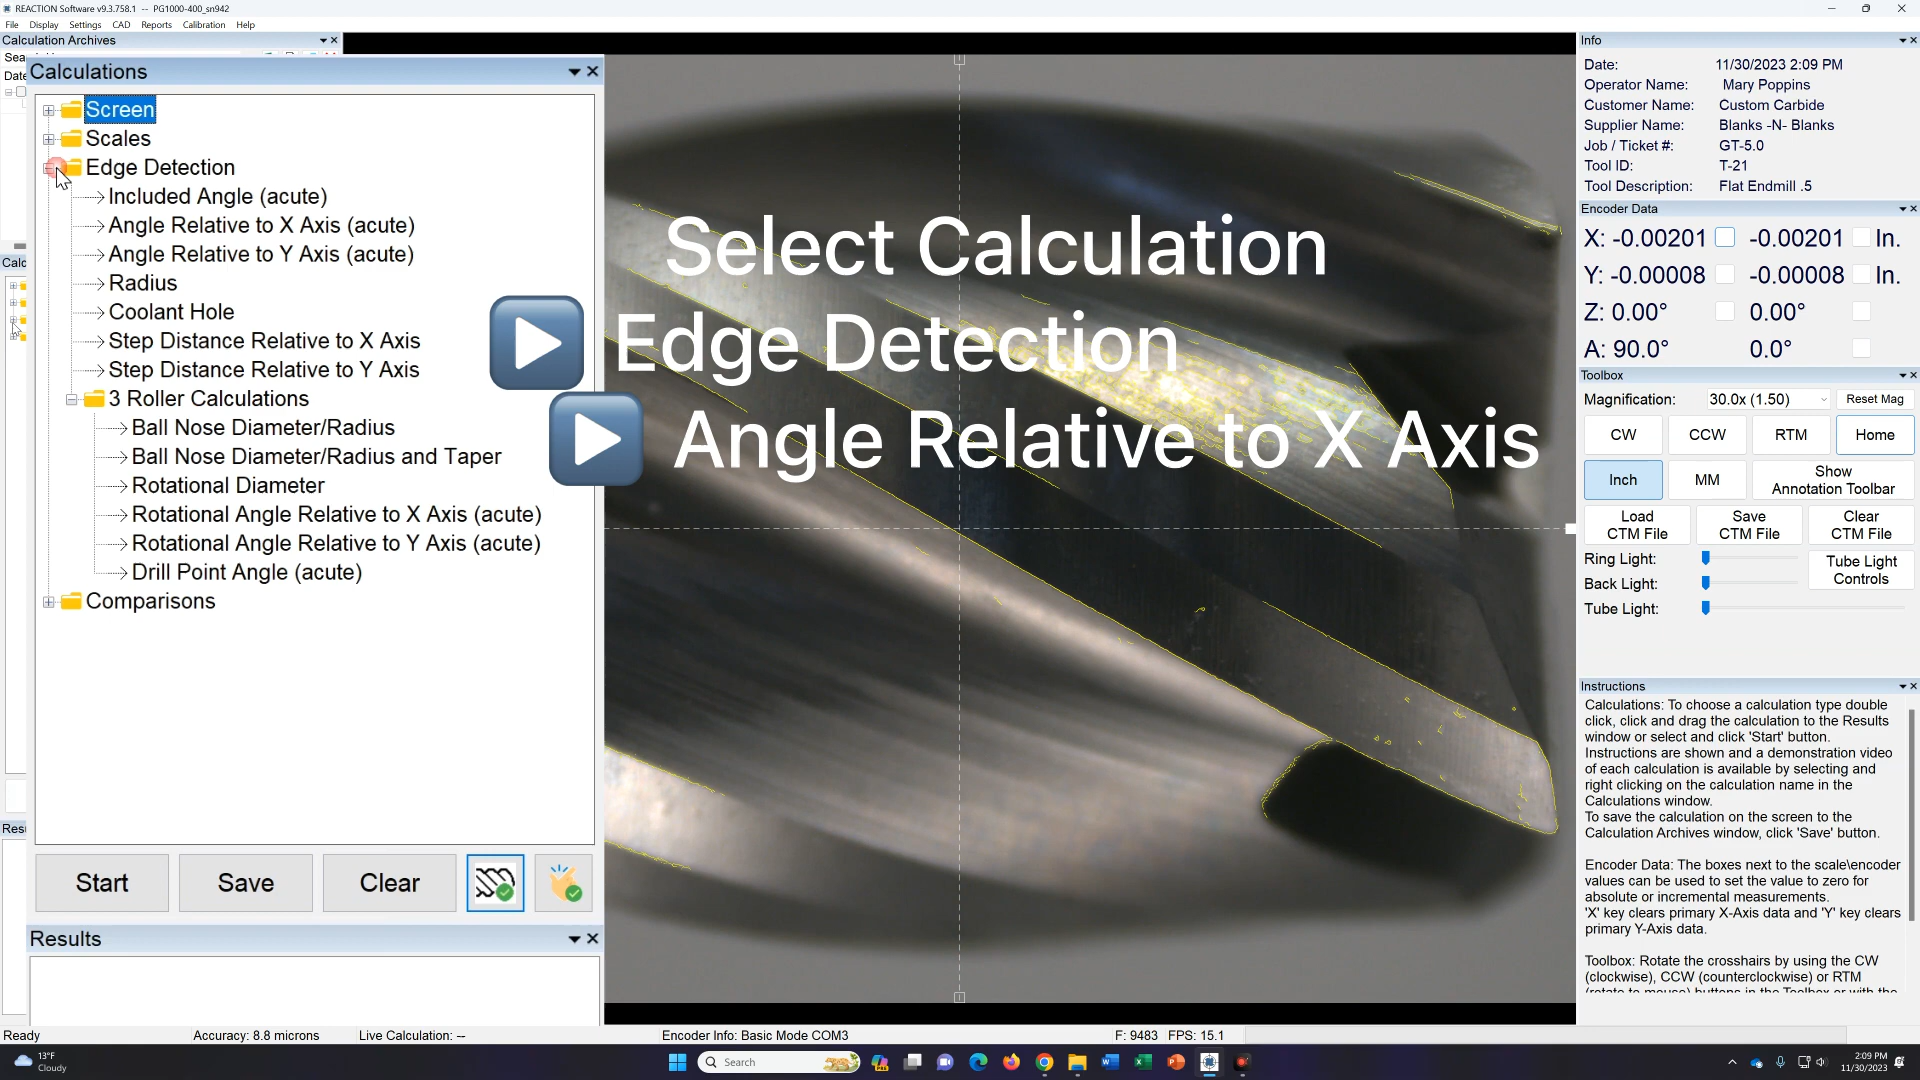 REACTION Software v9.3.758.1 -- PG1000-400_sn942
File Display Settings CAD Reports Calibration Help
Calculation Archives
Calculations
Screen
Scales
Edge Detection
Included Angle (acute)
Angle Relative to X Axis (acute)
Angle Relative to Y Axis (acute)
Radius
Coolant Hole
Step Distance Relative to X Axis
Step Distance Relative to Y Axis
3 Roller Calculations
Ball Nose Diameter/Radius
Ball Nose Diameter/Radius and Taper
Rotational Diameter
Rotational Angle Relative to X Axis (acute)
Rotational Angle Relative to Y Axis (acute)
Drill Point Angle (acute)
Comparisons
Start Save Clear
Results
Select Calculation
Edge Detection
Angle Relative to X Axis
Info
Date: 11/30/2023 2:09 PM
Operator Name: Mary Poppins
Customer Name: Custom Carbide
Supplier Name: Blanks -N- Blanks
Job / Ticket #: GT-5.0
Tool ID: T-21
Tool Description: Flat Endmill .5
Encoder Data
X: -0.00201 -0.00201 In.
Y: -0.00008 -0.00008 In.
Z: 0.00° 0.00°
A: 90.0° 0.0°
Toolbox
Magnification: 30.0x (1.50) Reset Mag
CW CCW RTM Home
Inch MM Show
Annotation Toolbar
Load Save Clear
CTM File CTM File CTM File
Ring Light:
Back Light:
Tube Light:
Tube Light
Controls
Instructions
Calculations: To choose a calculation type double
click, click and drag the calculation to the Results
window or select and click 'Start' button.
Instructions are shown and a demonstration video
of each calculation is available by selecting and
right clicking on the calculation name in the
Calculations window.
To save the calculation on the screen to the
Calculation Archives window, click 'Save' button.
Encoder Data: The boxes next to the scale\encoder
values can be used to set the value to zero for
absolute or incremental measurements.
'X' key clears primary X-Axis data and 'Y' key clears
primary Y-Axis data.
Toolbox: Rotate the crosshairs by using the CW
(clockwise), CCW (counterclockwise) or RTM
Ready Accuracy: 8.8 microns Live Calculation: -- Encoder Info: Basic Mode COM3 F: 9483 FPS: 15.1
13°F
Cloudy
Search
2:09 PM
11/30/2023